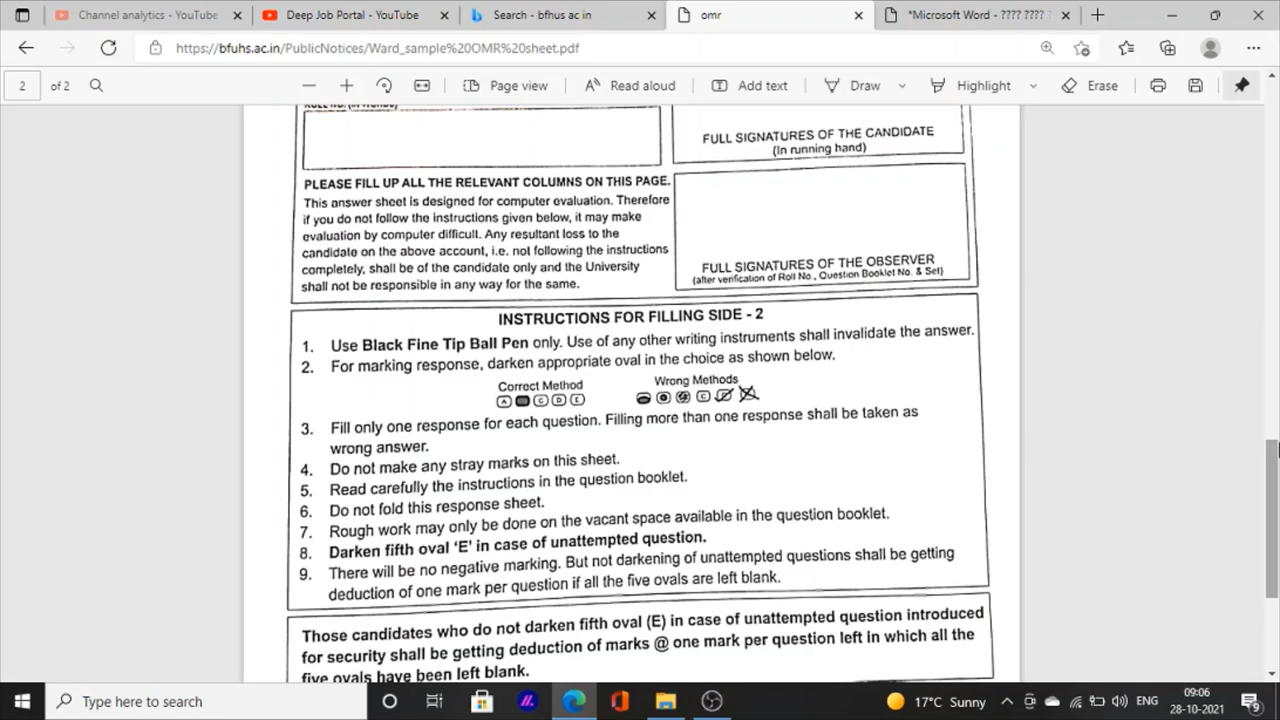 Channel analytics - YouTube
Deep Job Portal - YouTube
Search - bfhus ac in
omr
*Microsoft Word - ???? ???? T
https://bfuhs.ac.in/PublicNotices/Ward_sample%20OMR%20sheet.pdf
2 of 2
Page view
Read aloud
Add text
Draw
Highlight
Erase
ROLL NO. (IN WORDS)
FULL SIGNATURES OF THE CANDIDATE
(In running hand)
PLEASE FILL UP ALL THE RELEVANT COLUMNS ON THIS PAGE.
This answer sheet is designed for computer evaluation. Therefore
if you do not follow the instructions given below, it may make
evaluation by computer difficult. Any resultant loss to the
candidate on the above account, i.e. not following the instructions
completely, shall be of the candidate only and the University
shall not be responsible in any way for the same.
FULL SIGNATURES OF THE OBSERVER
(after verification of Roll No., Question Booklet No. & Set)
INSTRUCTIONS FOR FILLING SIDE - 2
1. Use Black Fine Tip Ball Pen only. Use of any other writing instruments shall invalidate the answer.
2. For marking response, darken appropriate oval in the choice as shown below.
Correct Method
Wrong Methods
A C D E
C
3. Fill only one response for each question. Filling more than one response shall be taken as
wrong answer.
4. Do not make any stray marks on this sheet.
5. Read carefully the instructions in the question booklet.
6. Do not fold this response sheet.
7. Rough work may only be done on the vacant space available in the question booklet.
8. Darken fifth oval 'E' in case of unattempted question.
9. There will be no negative marking. But not darkening of unattempted questions shall be getting
deduction of one mark per question if all the five ovals are left blank.
Those candidates who do not darken fifth oval (E) in case of unattempted question introduced
for security shall be getting deduction of marks @ one mark per question left in which all the
five ovals have been left blank.
Type here to search
17°C Sunny
ENG
09:06
28-10-2021
9